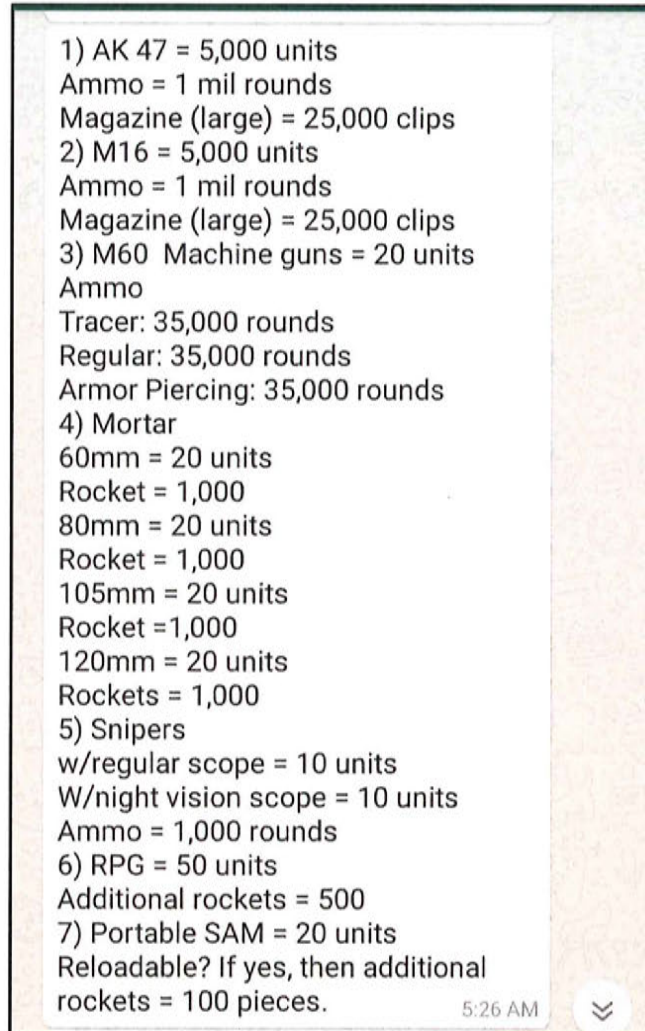 1) AK 47 = 5,000 units
Ammo = 1 mil rounds
Magazine (large) = 25,000 clips
2) M16 = 5,000 units
Ammo = 1 mil rounds
Magazine (large) = 25,000 clips
3) M60  Machine guns = 20 units
Ammo
Tracer: 35,000 rounds
Regular: 35,000 rounds
Armor Piercing: 35,000 rounds
4) Mortar
60mm = 20 units
Rocket = 1,000
80mm = 20 units
Rocket = 1,000
105mm = 20 units
Rocket =1,000
120mm = 20 units
Rockets = 1,000
5) Snipers
w/regular scope = 10 units
W/night vision scope = 10 units
Ammo = 1,000 rounds
6) RPG = 50 units
Additional rockets = 500
7) Portable SAM = 20 units
Reloadable? If yes, then additional
rockets = 100 pieces.
5:26 AM